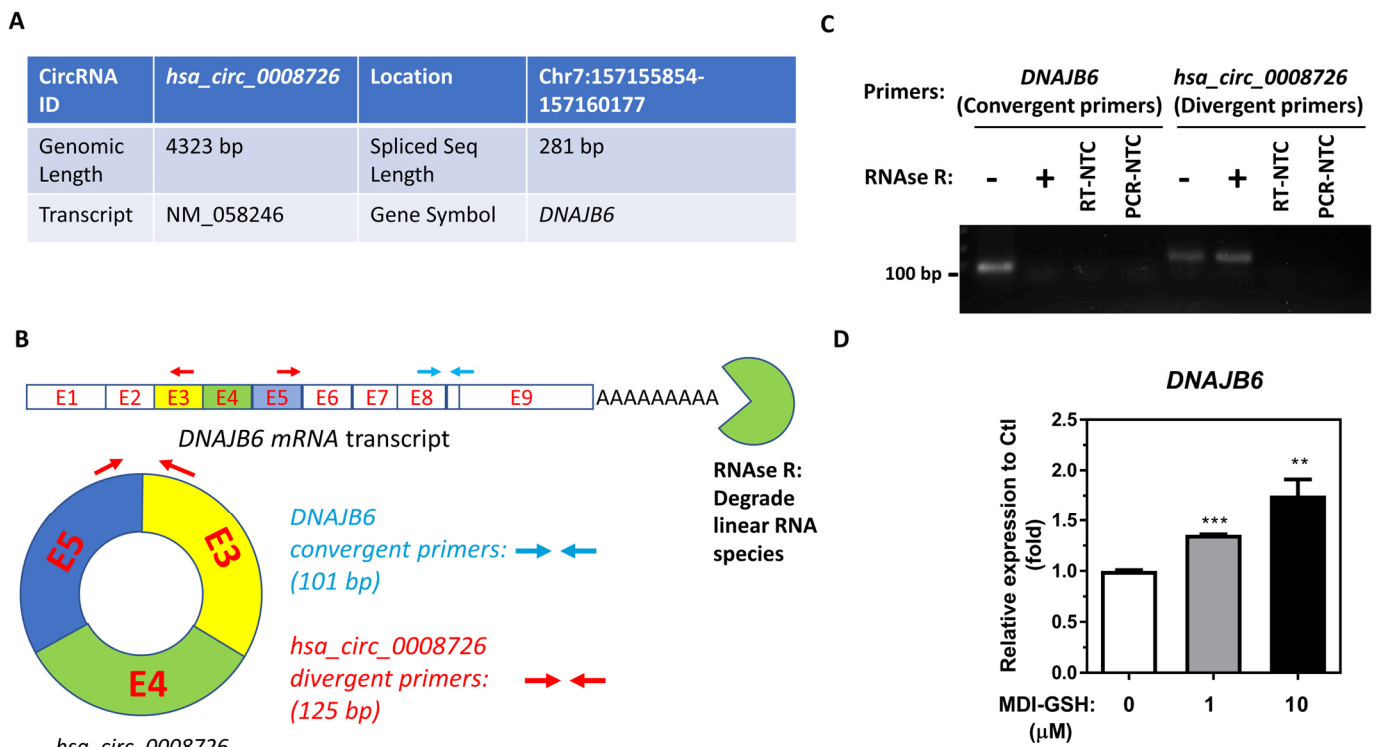 A
CircRNA ID
hsa_circ_0008726
Location
Chr7:157155854-
157160177
Genomic
Length
4323 bp
Spliced Seq
Length
281 bp
Transcript
NM_058246
Gene Symbol
DNAJB6
B
E1 E2 E3 E4 E5 E6 E7 E8 E9 AAAAAAAAA
DNAJB6 mRNA transcript
RNAse R:
Degrade
linear RNA
species
E5 E3
E4
DNAJB6
convergent primers:
(101 bp)
hsa_circ_0008726
divergent primers:
(125 bp)
hsa_circ_0008726
C
Primers:
DNAJB6
(Convergent primers)
hsa_circ_0008726
(Divergent primers)
RNAse R: - + RT-NTC PCR-NTC - + RT-NTC PCR-NTC
100 bp
D
DNAJB6
Relative expression to Ctl
(fold)
2.5
2.0
1.5
1.0
0.5
0.0
***
**
MDI-GSH: 0 1 10
(μM)